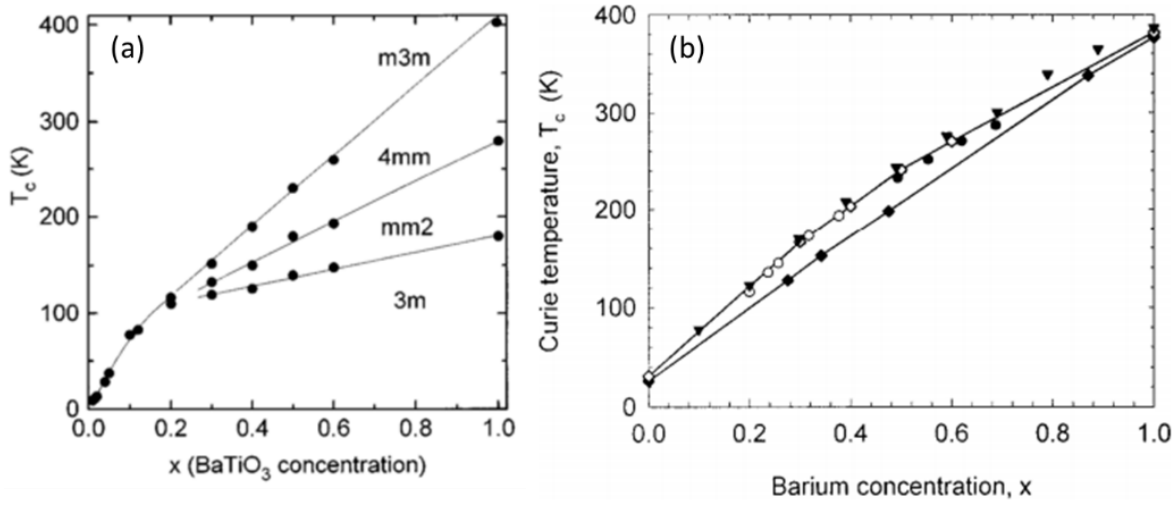 (a)
400
300
200
100
0
T_c (K)
m3m
4mm
mm2
3m
0.0 0.2 0.4 0.6 0.8 1.0
x (BaTiO₃ concentration)
(b)
400
300
200
100
0
Curie temperature, T_c (K)
0.0 0.2 0.4 0.6 0.8 1.0
Barium concentration, x